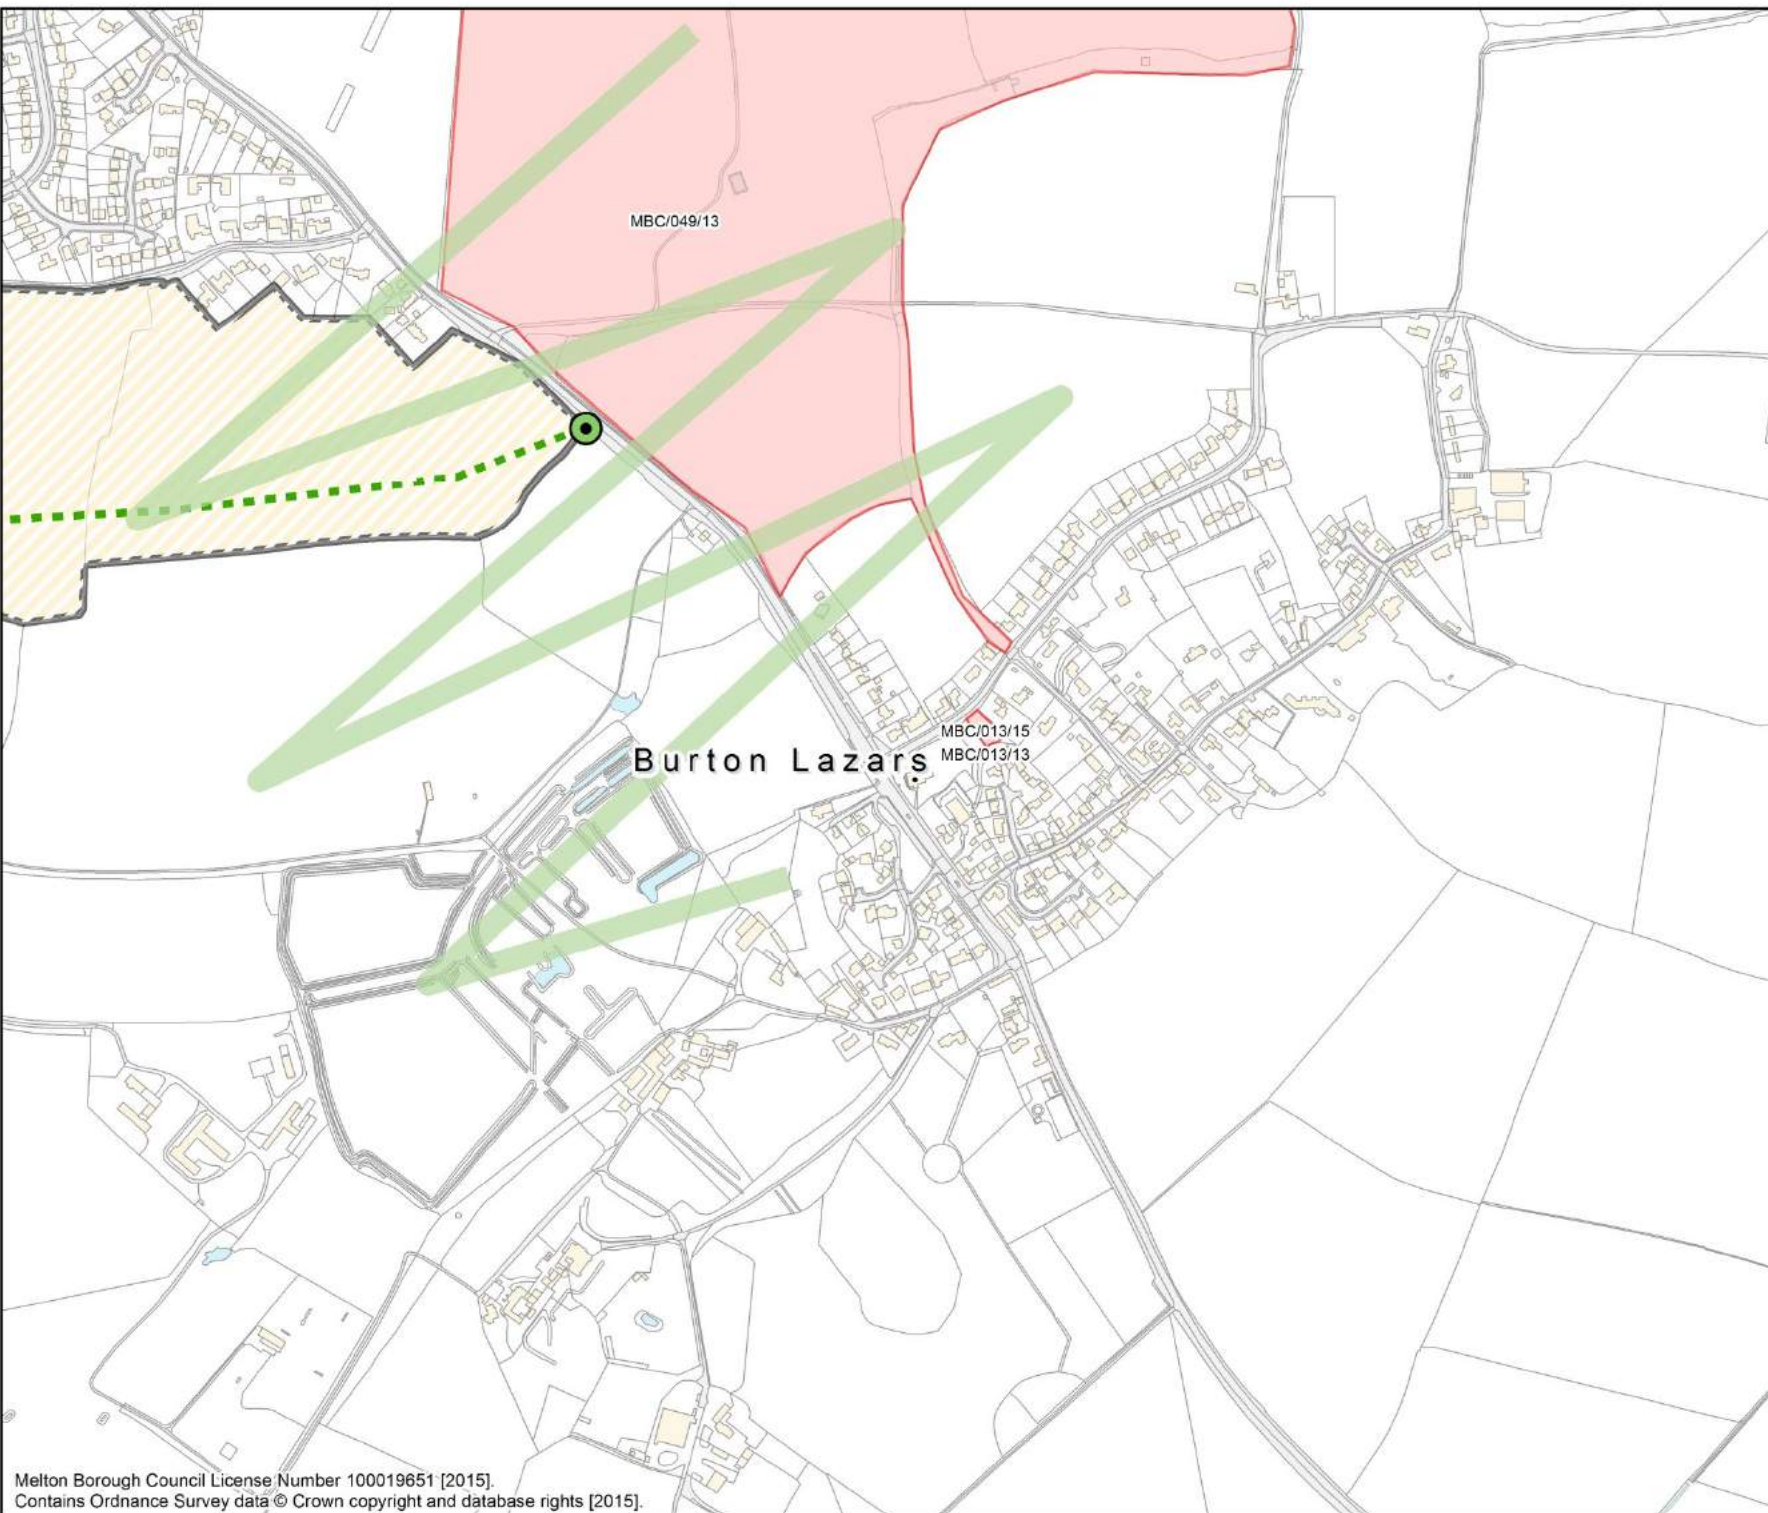 MBC/049/13
MBC/013/15
Burton Lazars
MBC/013/13
Melton Borough Council License Number 100019651 [2015].
Contains Ordnance Survey data © Crown copyright and database rights [2015].